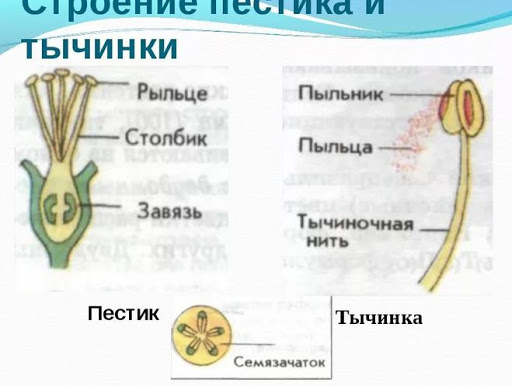 Строение пестика и
тычинки
Рыльце
Столбик
Завязь
Пыльник
Пыльца
Тычиночная
нить
Пестик
Тычинка
Семязачаток